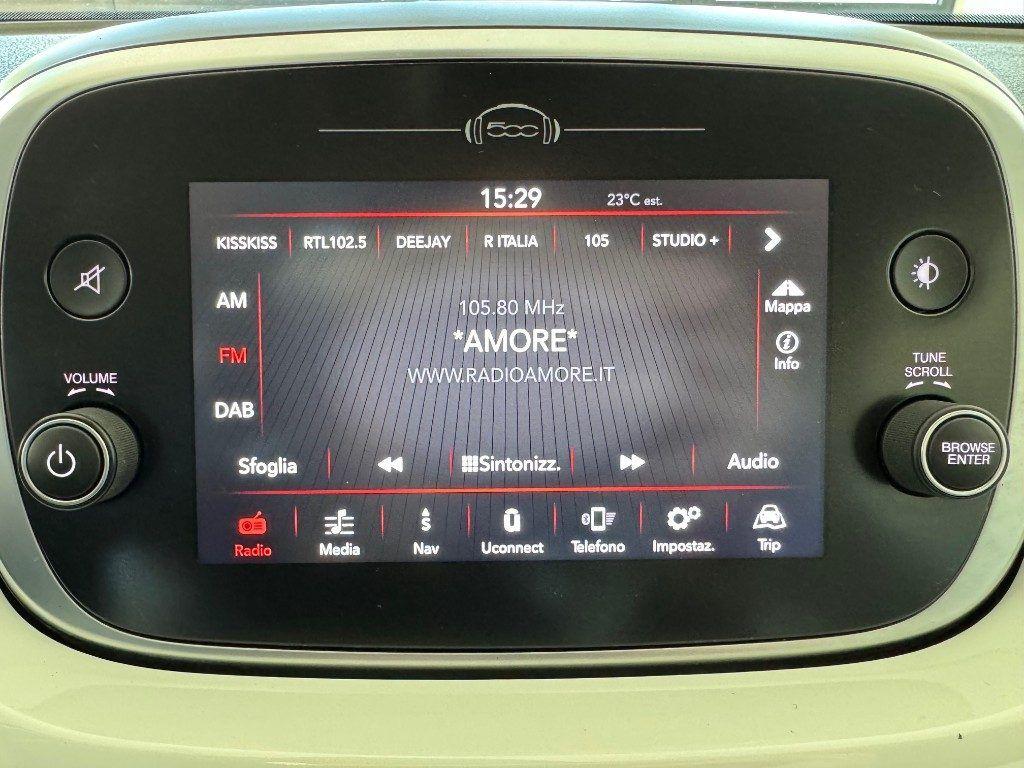 500
15:29 23°C est.
KISSKISS RTL102.5 DEEJAY R ITALIA 105 STUDIO +
AM
FM
DAB
105.80 MHz
*AMORE*
WWW.RADIOAMORE.IT
Mappa
Info
Sfoglia Sintonizz. Audio
Radio Media Nav Uconnect Telefono Impostaz. Trip
VOLUME
TUNE
SCROLL
BROWSE
ENTER